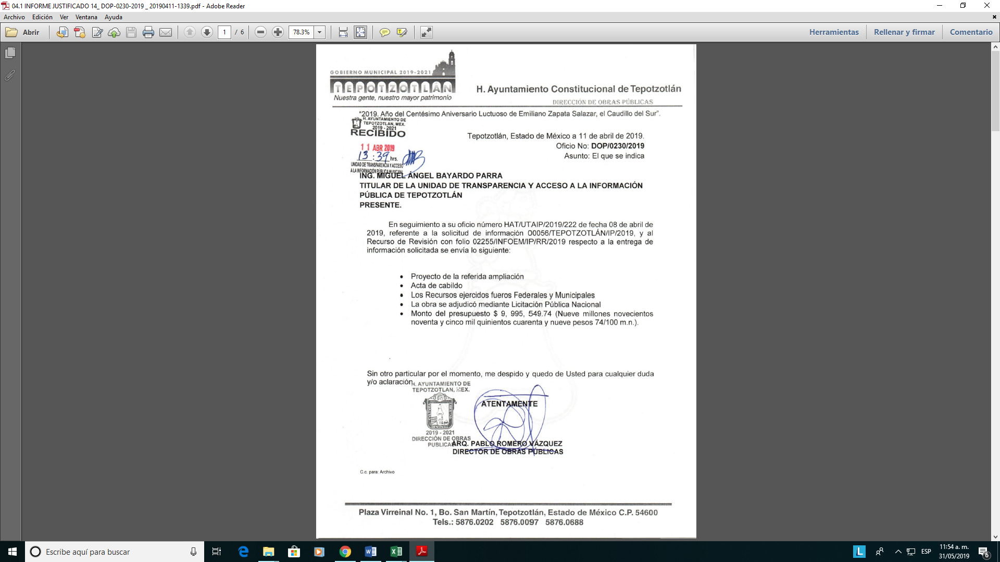 04.1 INFORME JUSTIFICADO 14_ DOP-0230-2019 _ 20190411-1339.pdf - Adobe Reader
Archivo Edición Ver Ventana Ayuda
Abrir 1 / 6 78.3% Herramientas Rellenar y firmar Comentario
GOBIERNO MUNICIPAL 2019-2021
TEPOTZOTLÁN
Nuestra gente, nuestro mayor patrimonio
H. Ayuntamiento Constitucional de Tepotzotlán
DIRECCIÓN DE OBRAS PÚBLICAS
“2019. Año del Centésimo Aniversario Luctuoso de Emiliano Zapata Salazar, el Caudillo del Sur”.
H. AYUNTAMIENTO DE
TEPOTZOTLAN, MEX.
2019 - 2021
RECIBIDO
11 ABR 2019
13:39 hrs.
UNIDAD DE TRANSPARENCIA Y ACCESO
A LA INFORMACIÓN PÚBLICA MUNICIPAL
Tepotzotlán, Estado de México a 11 de abril de 2019.
Oficio No: DOP/0230/2019
Asunto: El que se indica
ING. MIGUEL ÁNGEL BAYARDO PARRA
TITULAR DE LA UNIDAD DE TRANSPARENCIA Y ACCESO A LA INFORMACIÓN
PÚBLICA DE TEPOTZOTLÁN
PRESENTE.
En seguimiento a su oficio número HAT/UTAIP/2019/222 de fecha 08 de abril de
2019, referente a la solicitud de información 00056/TEPOTZOTLÁN/IP/2019, y al
Recurso de Revisión con folio 02255/INFOEM/IP/RR/2019 respecto a la entrega de
información solicitada se envía lo siguiente:
• Proyecto de la referida ampliación
• Acta de cabildo
• Los Recursos ejercidos fueros Federales y Municipales
• La obra se adjudicó mediante Licitación Pública Nacional
• Monto del presupuesto $ 9, 995, 549.74 (Nueve millones novecientos
noventa y cinco mil quinientos cuarenta y nueve pesos 74/100 m.n.).
Sin otro particular por el momento, me despido y quedo de Usted para cualquier duda
y/o aclaración.
H. AYUNTAMIENTO DE
TEPOTZOTLAN, MEX.
2019 - 2021
DIRECCIÓN DE OBRAS
PUBLICAS
ATENTAMENTE
ARQ. PABLO ROMERO VÁZQUEZ
DIRECTOR DE OBRAS PÚBLICAS
C.c. para: Archivo
Plaza Virreinal No. 1, Bo. San Martín, Tepotzotlán, Estado de México C.P. 54600
Tels.: 5876.0202 5876.0097 5876.0688
Escribe aquí para buscar
ESP
11:54 a. m.
31/05/2019
6